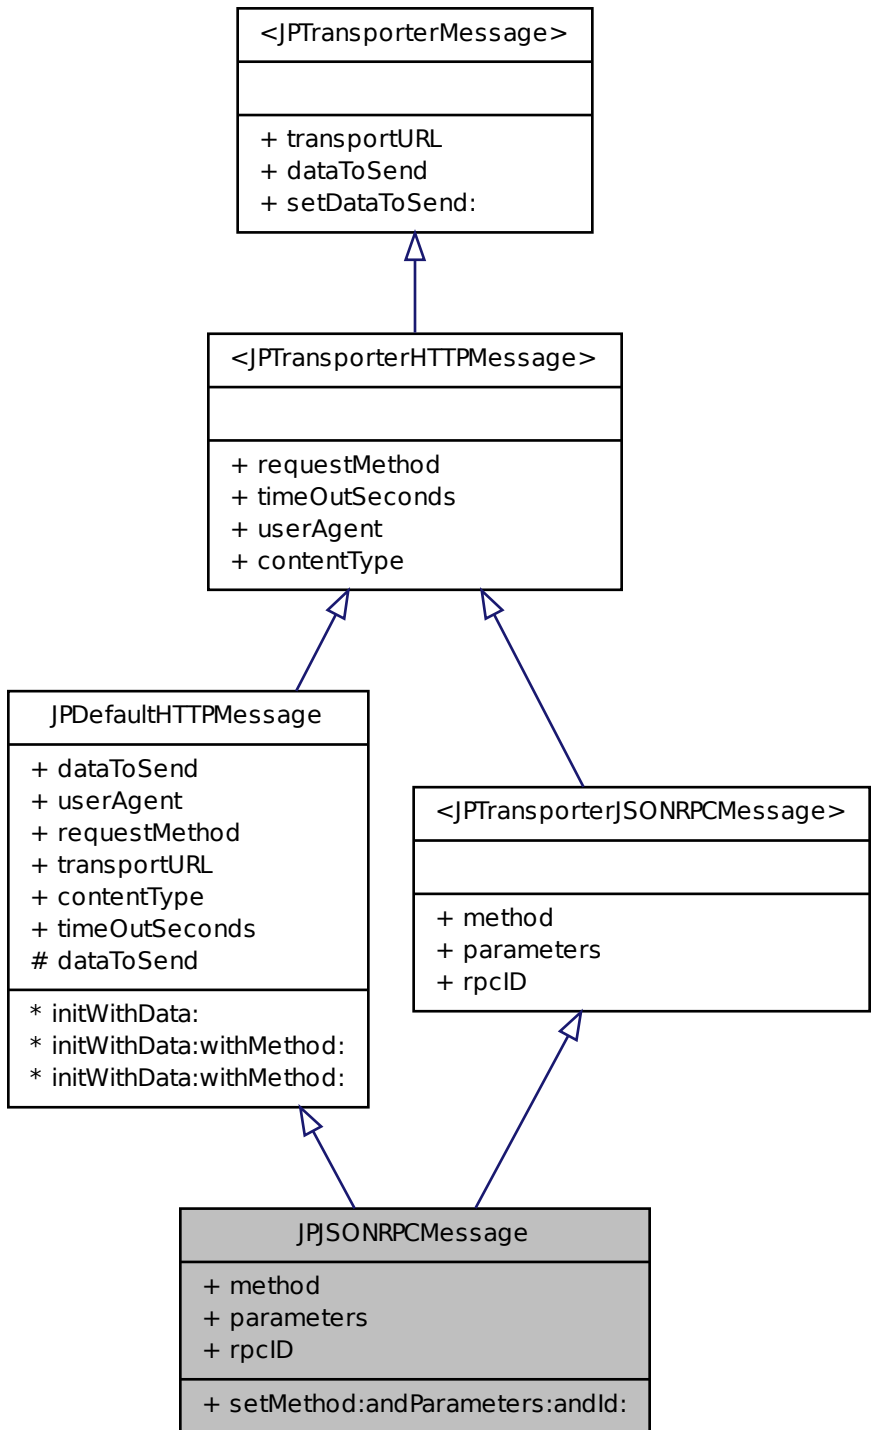 <JPTransporterMessage>
+ transportURL
+ dataToSend
+ setDataToSend:
<JPTransporterHTTPMessage>
+ requestMethod
+ timeOutSeconds
+ userAgent
+ contentType
JPDefaultHTTPMessage
+ dataToSend
+ userAgent
+ requestMethod
+ transportURL
+ contentType
+ timeOutSeconds
# dataToSend
* initWithData:
* initWithData:withMethod:
* initWithData:withMethod:
<JPTransporterJSONRPCMessage>
+ method
+ parameters
+ rpcID
JPJSONRPCMessage
+ method
+ parameters
+ rpcID
+ setMethod:andParameters:andId: